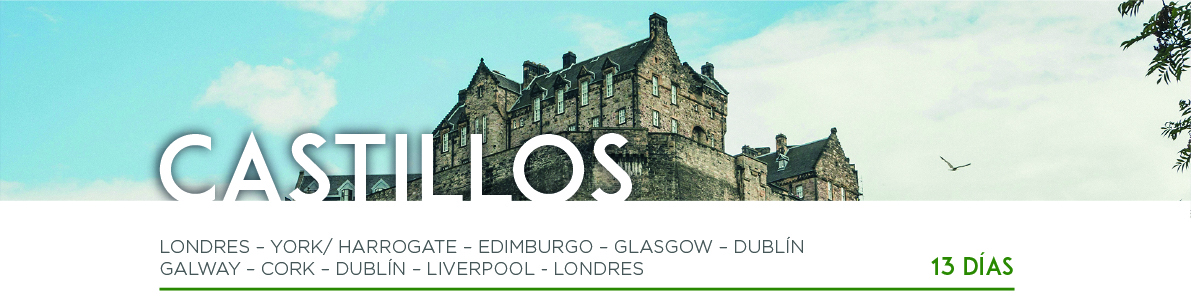 CASTILLOS
LONDRES – YORK/ HARROGATE – EDIMBURGO – GLASGOW – DUBLÍN
GALWAY – CORK – DUBLÍN – LIVERPOOL - LONDRES
13 DÍAS